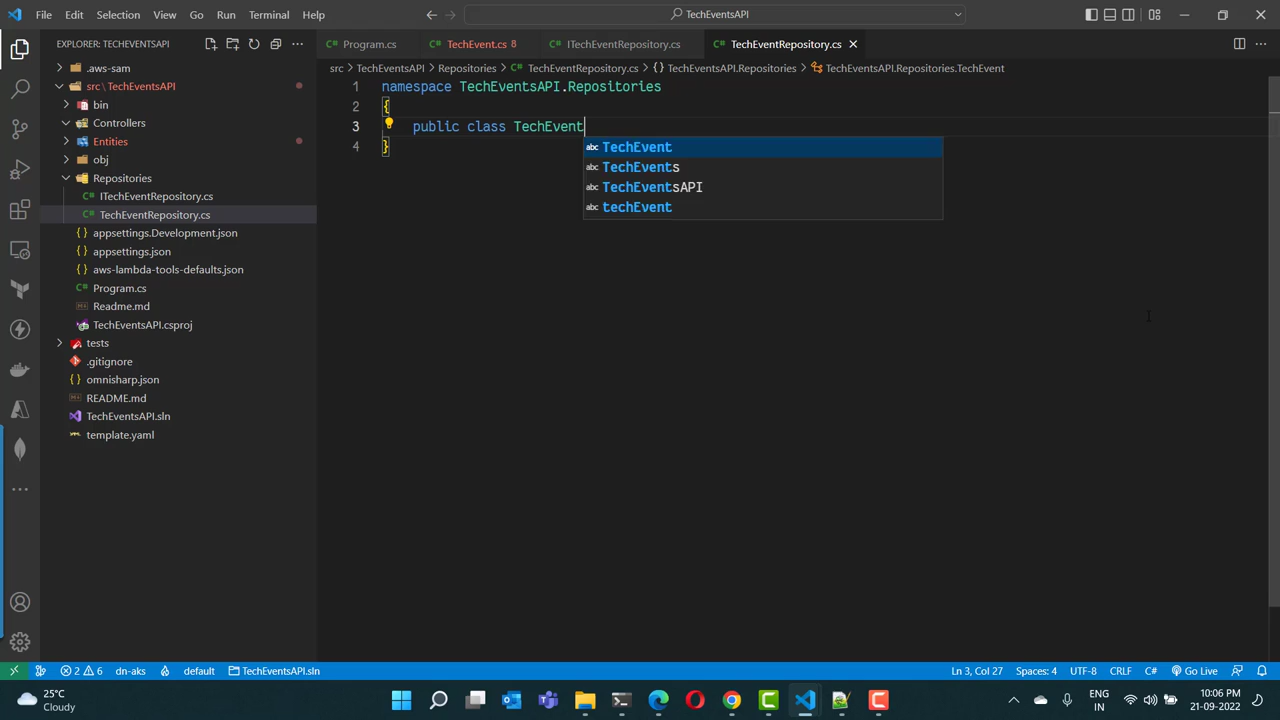 File Edit Selection View Go Run Terminal Help
TechEventsAPI
EXPLORER: TECHEVENTSAPI
.aws-sam
src\TechEventsAPI
bin
Controllers
Entities
obj
Repositories
ITechEventRepository.cs
TechEventRepository.cs
appsettings.Development.json
appsettings.json
aws-lambda-tools-defaults.json
Program.cs
Readme.md
TechEventsAPI.csproj
tests
.gitignore
omnisharp.json
README.md
TechEventsAPI.sln
template.yaml
Program.cs TechEvent.cs 8 ITechEventRepository.cs TechEventRepository.cs
src > TechEventsAPI > Repositories > TechEventRepository.cs > {} TechEventsAPI.Repositories > TechEventsAPI.Repositories.TechEvent
1 namespace TechEventsAPI.Repositories
2 {
3 public class TechEvent
4 }
abc TechEvent
abc TechEvents
abc TechEventsAPI
abc techEvent
2 6 dn-aks default TechEventsAPI.sln Ln 3, Col 27 Spaces: 4 UTF-8 CRLF C# Go Live
25°C
Cloudy
ENG
IN
10:06 PM
21-09-2022